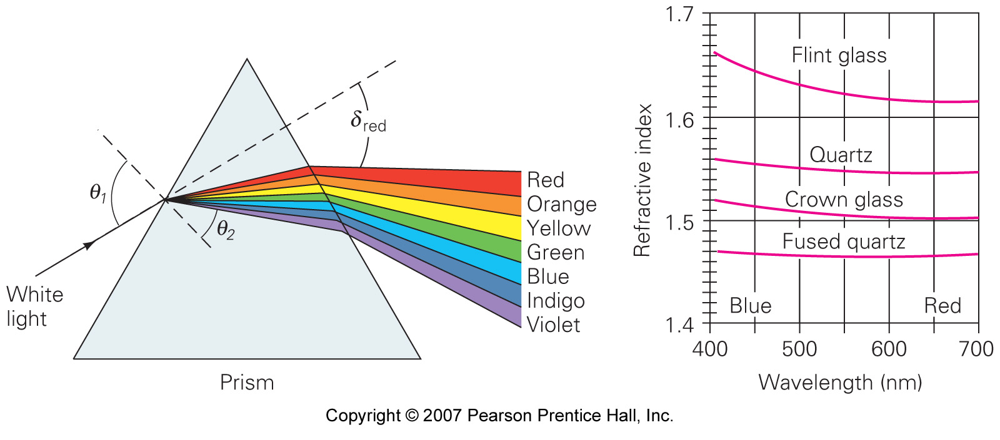 θ1
θ2
δred
White
light
Prism
Red
Orange
Yellow
Green
Blue
Indigo
Violet
Refractive index
1.7
1.6
1.5
1.4
Flint glass
Quartz
Crown glass
Fused quartz
Blue
Red
400
500
600
700
Wavelength (nm)
Copyright © 2007 Pearson Prentice Hall, Inc.